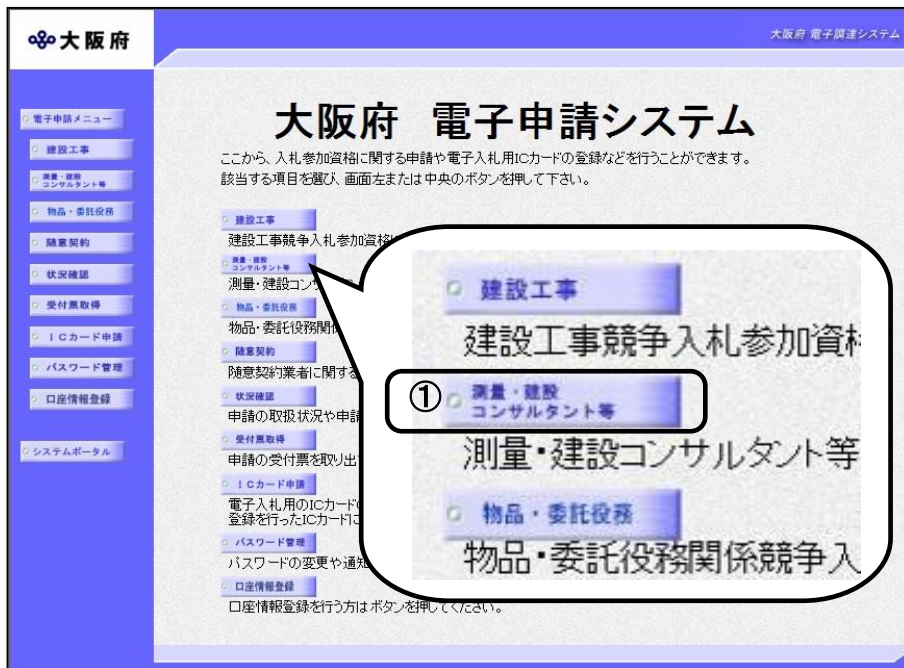 大阪府
大阪府 電子調達システム
電子申請メニュー
建設工事
測量・建設
コンサルタント等
物品・委託役務
随意契約
状況確認
受付票取得
ICカード申請
パスワード管理
口座情報登録
システムポータル
大阪府 電子申請システム
ここから、入札参加資格に関する申請や電子入札用ICカードの登録などを行うことができます。
該当する項目を選び、画面左または中央のボタンを押して下さい。
建設工事
建設工事競争入札参加資格
測量・建設
コンサルタント等
測量・建設コン
物品・委託役務
物品・委託役務関
随意契約
随意契約業者に関する
状況確認
申請の取扱状況や申
受付票取得
申請の受付票を取り出
ICカード申請
電子入札用のICカードの
登録を行ったICカードに
パスワード管理
パスワードの変更や通
口座情報登録
口座情報登録を行う方はボタンを押してください。
建設工事
建設工事競争入札参加資
①
測量・建設
コンサルタント等
測量・建設コンサルタント等
物品・委託役務
物品・委託役務関係競争入